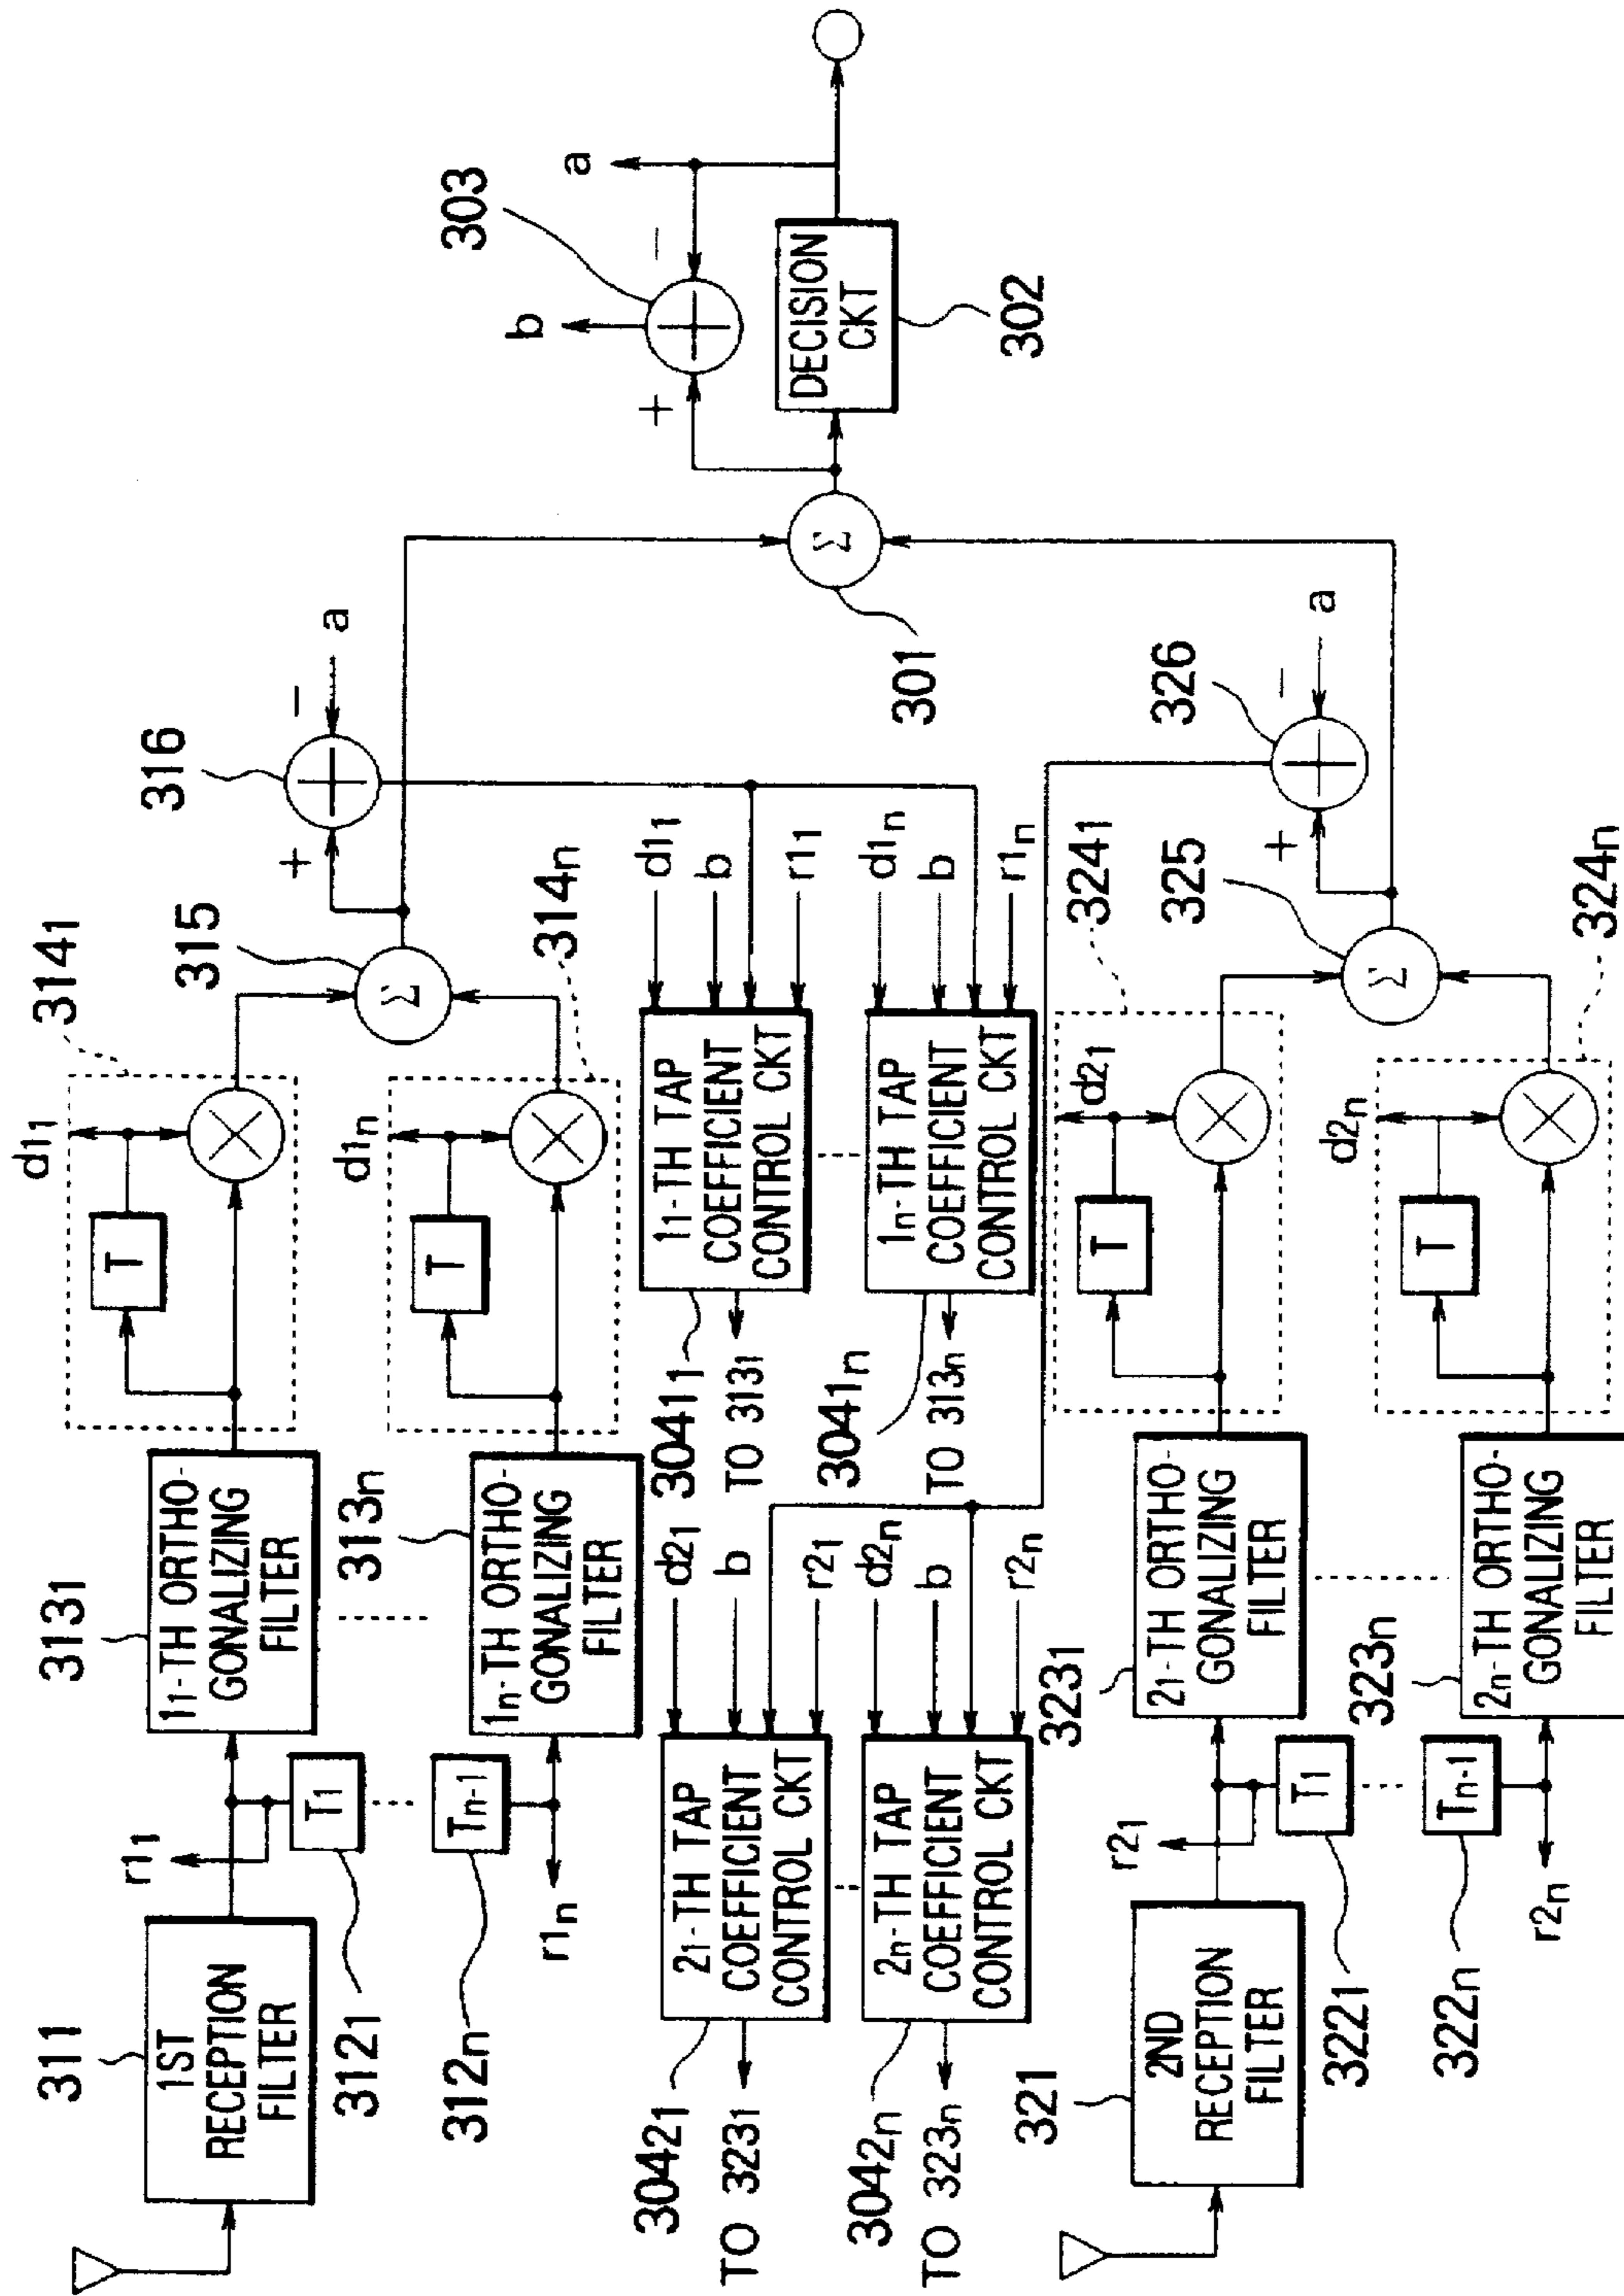 311
1ST
RECEPTION
FILTER
r1₁
T₁
312₁
Tn-1
312n
r1n
313₁
1₁-TH ORTHO-
GONALIZING
FILTER
313n
1n-TH ORTHO-
GONALIZING
FILTER
314₁
d1₁
T
314n
d1n
T
315
Σ
316
+
−
a
304₁₁
1₁-TH TAP
COEFFICIENT
CONTROL CKT
d1₁
b
r1₁
TO 313₁
304₁n
1n-TH TAP
COEFFICIENT
CONTROL CKT
d1n
b
r1n
TO 313n
304₂₁
2₁-TH TAP
COEFFICIENT
CONTROL CKT
d2₁
b
r2₁
TO 323₁
304₂n
2n-TH TAP
COEFFICIENT
CONTROL CKT
d2n
b
r2n
TO 323n
321
2ND
RECEPTION
FILTER
r2₁
T₁
322₁
Tn-1
322n
r2n
323₁
2₁-TH ORTHO-
GONALIZING
FILTER
323n
2n-TH ORTHO-
GONALIZING
FILTER
324₁
d2₁
T
324n
d2n
T
325
Σ
326
+
−
a
301
Σ
302
DECISION
CKT
303
+
−
b
a